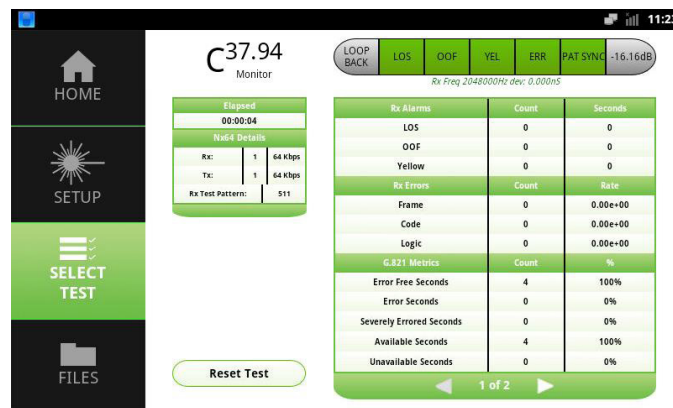 11:23
HOME
SETUP
SELECT
TEST
FILES
C37.94
Monitor
Elapsed
00:00:04
Nx64 Details
Rx: 1 64 Kbps
Tx: 1 64 Kbps
Rx Test Pattern: 511
Reset Test
LOOP
BACK LOS OOF YEL ERR PAT SYNC -16.16dB
Rx Freq 2048000Hz dev: 0.000nS
Rx Alarms Count Seconds
LOS 0 0
OOF 0 0
Yellow 0 0
Rx Errors Count Rate
Frame 0 0.00e+00
Code 0 0.00e+00
Logic 0 0.00e+00
G.821 Metrics Count %
Error Free Seconds 4 100%
Error Seconds 0 0%
Severely Errored Seconds 0 0%
Available Seconds 4 100%
Unavailable Seconds 0 0%
1 of 2